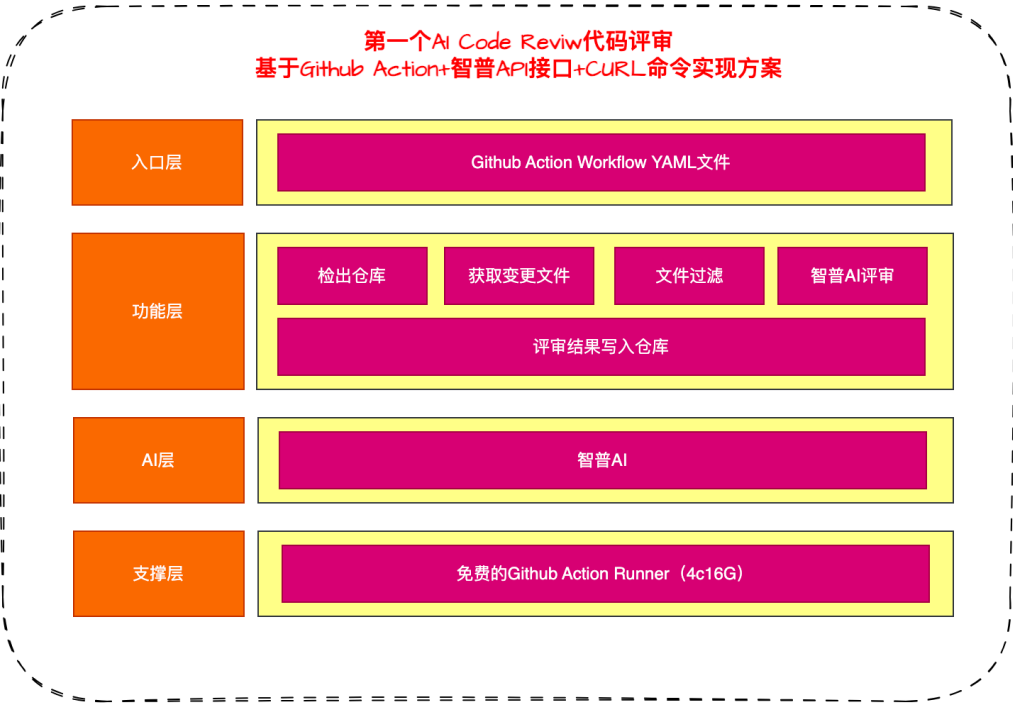 第一个AI Code Reviw代码评审
基于Github Action+智普API接口+CURL命令实现方案
入口层
Github Action Workflow YAML文件
功能层
检出仓库
获取变更文件
文件过滤
智普AI评审
评审结果写入仓库
AI层
智普AI
支撑层
免费的Github Action Runner（4c16G）